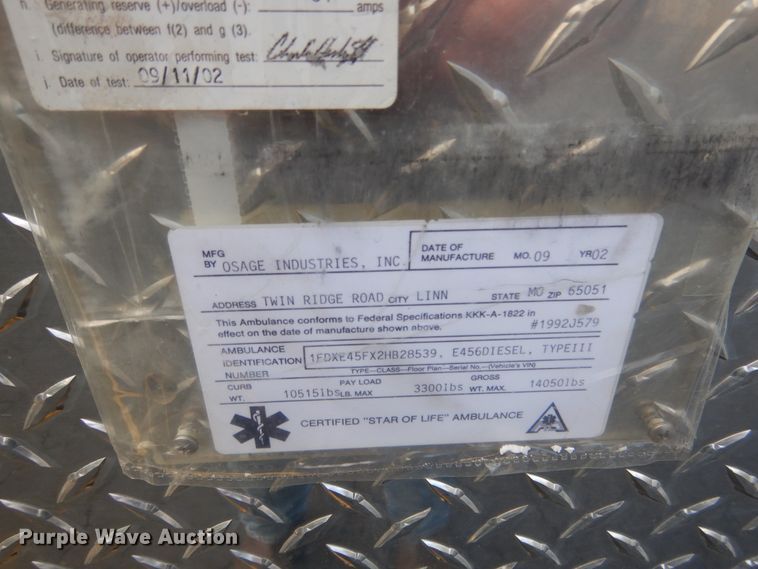 h. Generating reserve (+)/overload (-): amps
(difference between f(2) and g (3).
i. Signature of operator performing test:
j. Date of test: 09/11/02
MFG BY OSAGE INDUSTRIES, INC. DATE OF MANUFACTURE MO. 09 YR 02
ADDRESS TWIN RIDGE ROAD CITY LINN STATE MO ZIP 65051
This Ambulance conforms to Federal Specifications KKK-A-1822 in
effect on the date of manufacture shown above. #1992J579
AMBULANCE IDENTIFICATION NUMBER 1FDXE45FX2HB28539, E456DIESEL, TYPEIII
TYPE—CLASS—Floor Plan—Serial No.—(Vehicle's VIN)
CURB WT. 10515lbs PAY LOAD LB. MAX 3300lbs GROSS WT. MAX. 14050lbs
CERTIFIED "STAR OF LIFE" AMBULANCE
Purple Wave Auction